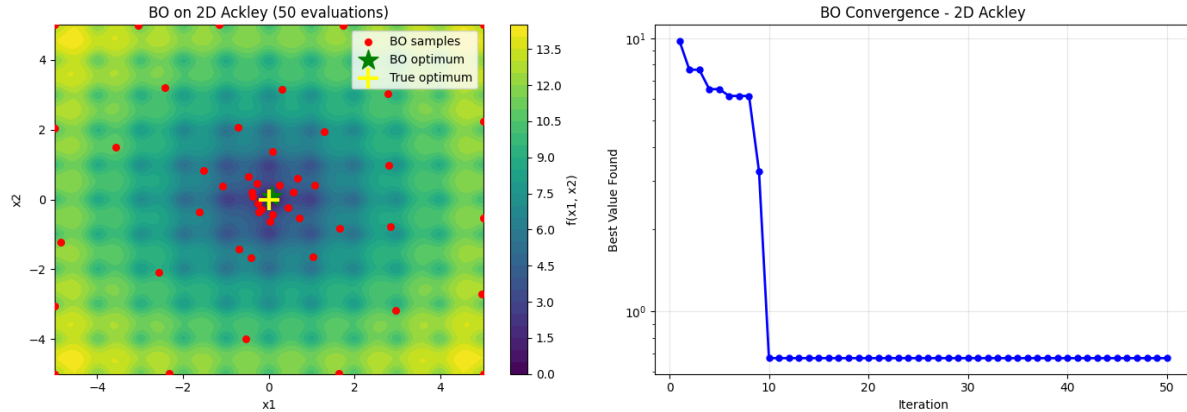 BO on 2D Ackley (50 evaluations)
BO samples
BO optimum
True optimum
4
2
0
−2
−4
x2
−4
−2
0
2
4
x1
13.5
12.0
10.5
9.0
7.5
6.0
4.5
3.0
1.5
0.0
f(x1, x2)
BO Convergence - 2D Ackley
10¹
10⁰
Best Value Found
0
10
20
30
40
50
Iteration